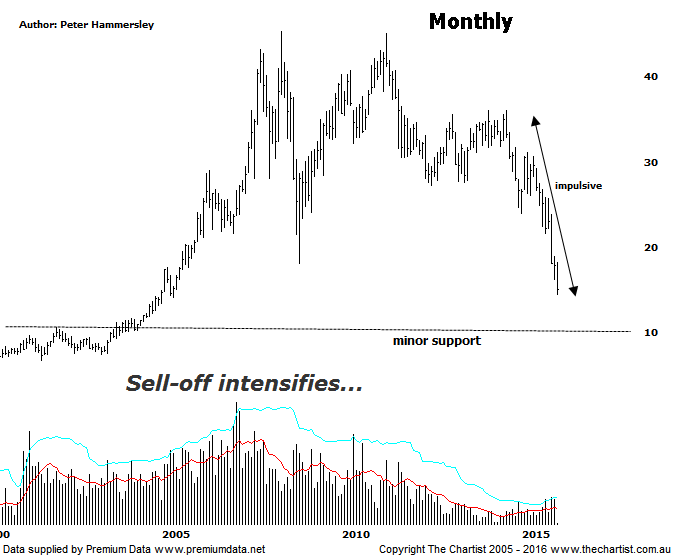 Author: Peter Hammersley
Monthly
40
30
impulsive
20
10
minor support
Sell-off intensifies...
00 2005 2010 2015
Data supplied by Premium Data www.premiumdata.net Copyright The Chartist 2005 - 2016 www.thechartist.com.au